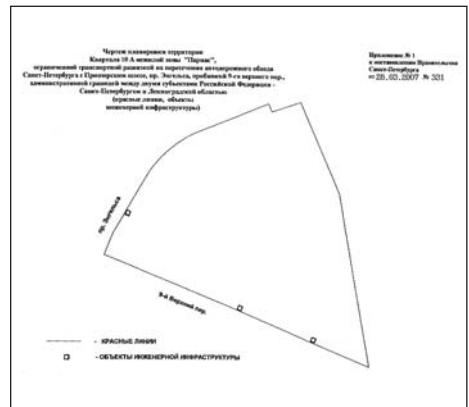 Чертеж планировки территории
Квартала 10 А нежилой зоны "Парнас",
ограниченной транспортной развязкой на пересечении автодорожного обхода
Санкт-Петербурга с Приозерским шоссе, пр. Энгельса, пробивкой 9-го верхнего пер.,
административной границей между двумя субъектами Российской Федерации -
Санкт-Петербургом и Ленинградской областью
(красные линии, объекты
инженерной инфраструктуры)
Приложение № 1
к постановлению Правительства
Санкт-Петербурга
от 28.03.2007 № 331
пр. Энгельса
9-й Верхний пер.
- КРАСНЫЕ ЛИНИИ
- ОБЪЕКТЫ ИНЖЕНЕРНОЙ ИНФРАСТРУКТУРЫ